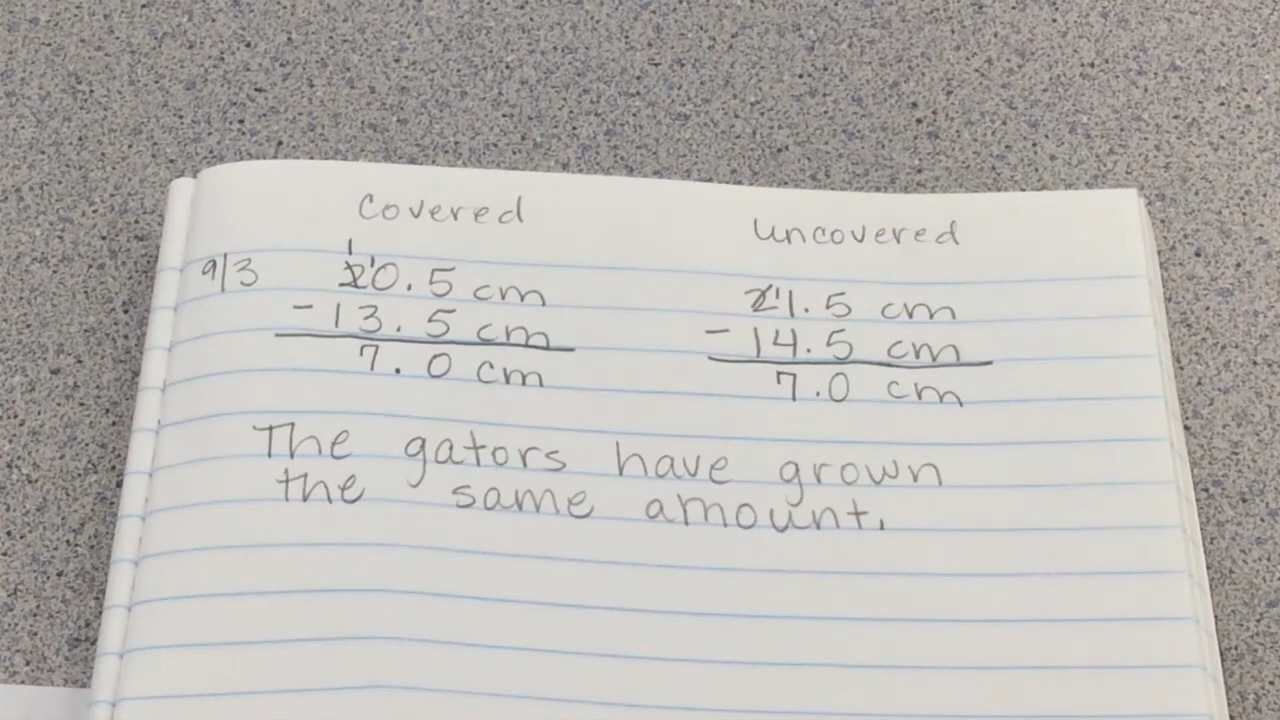 Covered uncovered
9/3 20.5 cm 21.5 cm
- 13.5 cm - 14.5 cm
7.0 cm 7.0 cm
The gators have grown
the same amount.